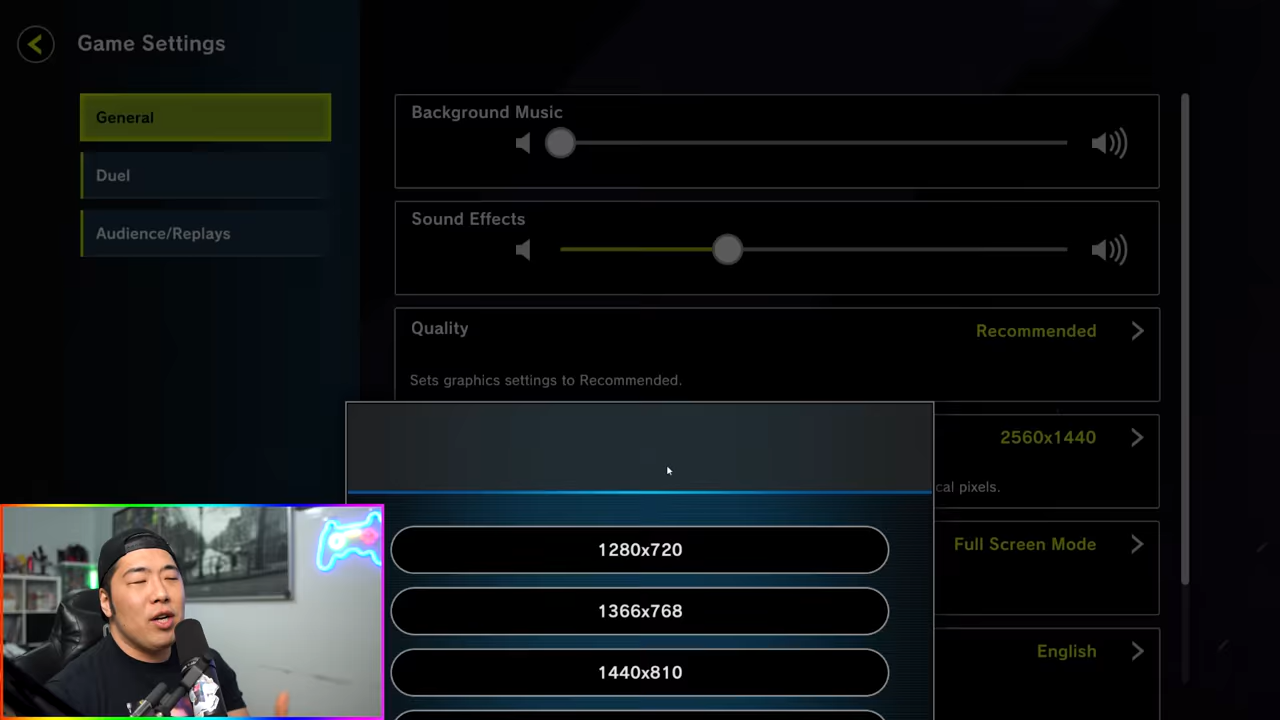 Game Settings
General
Duel
Audience/Replays
Background Music
Sound Effects
Quality
Recommended
Sets graphics settings to Recommended.
2560x1440
cal pixels.
Full Screen Mode
English
1280x720
1366x768
1440x810